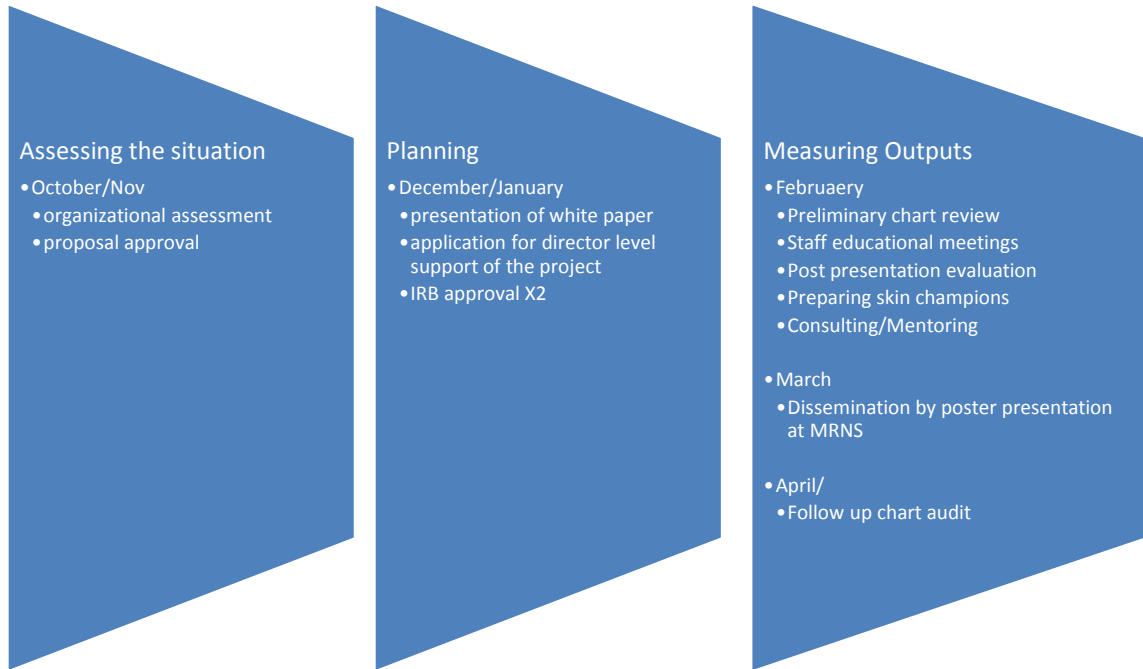 Assessing the situation
•October/Nov
•organizational assessment
•proposal approval
Planning
•December/January
•presentation of white paper
•application for director level
support of the project
•IRB approval X2
Measuring Outputs
•Februaery
•Preliminary chart review
•Staff educational meetings
•Post presentation evaluation
•Preparing skin champions
•Consulting/Mentoring
•March
•Dissemination by poster presentation
at MRNS
•April/
•Follow up chart audit